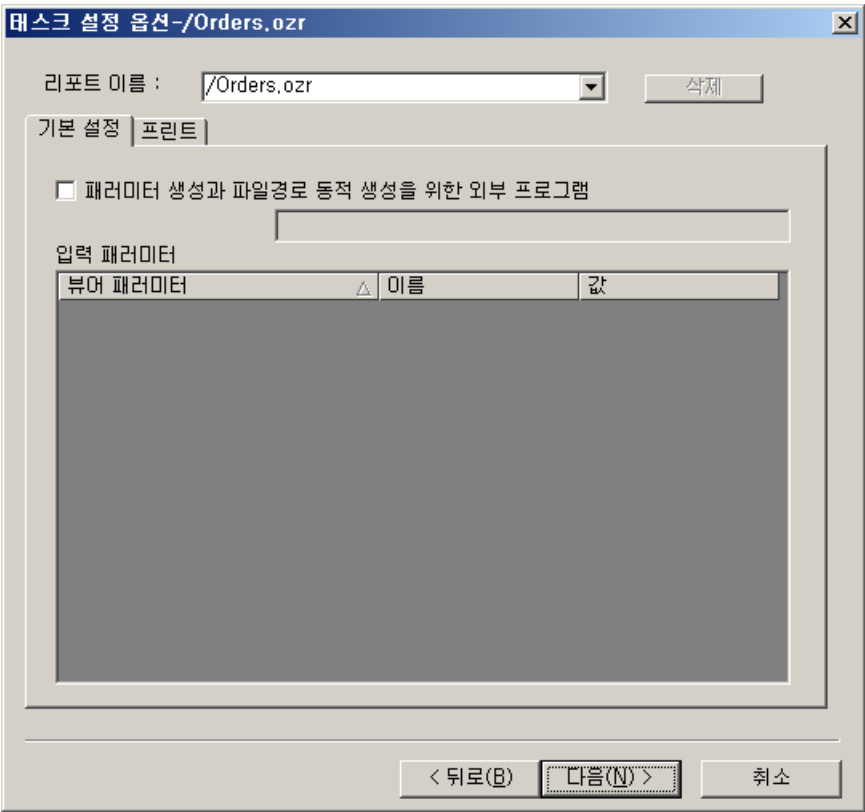 태스크 설정 옵션-/Orders.ozr
리포트 이름 : /Orders.ozr 삭제
기본 설정 프린트
패러미터 생성과 파일경로 동적 생성을 위한 외부 프로그램
입력 패러미터
뷰어 패러미터 이름 값
< 뒤로(B) 다음(N) > 취소